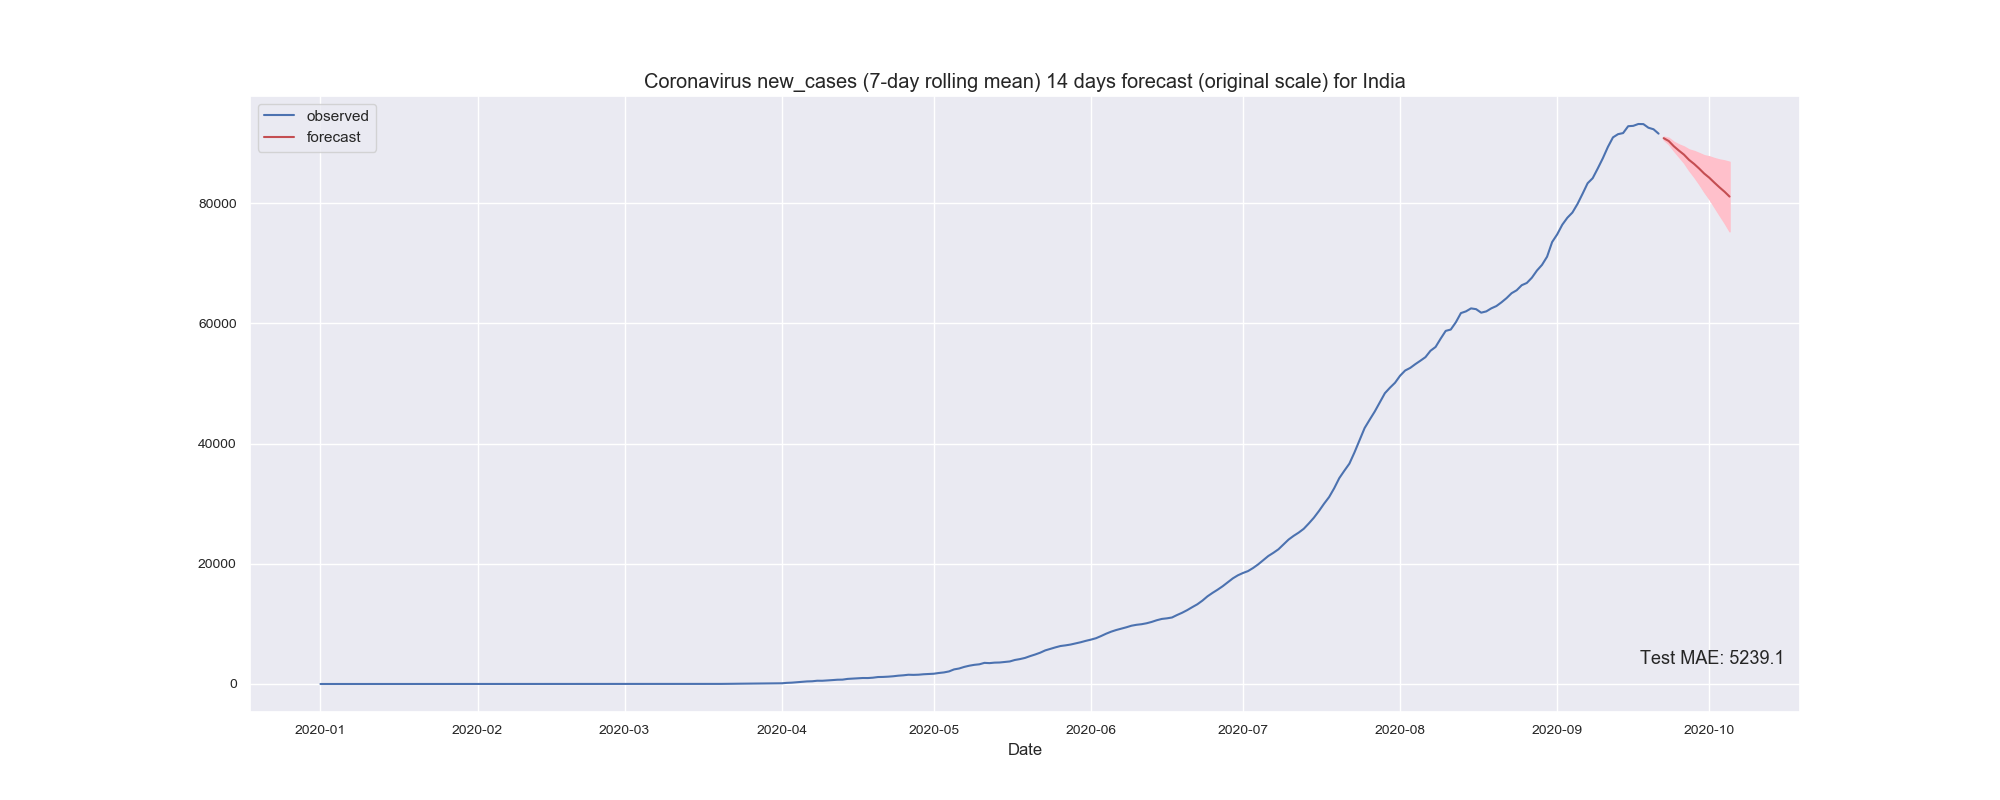 Coronavirus new_cases (7-day rolling mean) 14 days forecast (original scale) for India
observed
forecast
80000
60000
40000
20000
0
Test MAE: 5239.1
2020-01 2020-02 2020-03 2020-04 2020-05 2020-06 2020-07 2020-08 2020-09 2020-10
Date